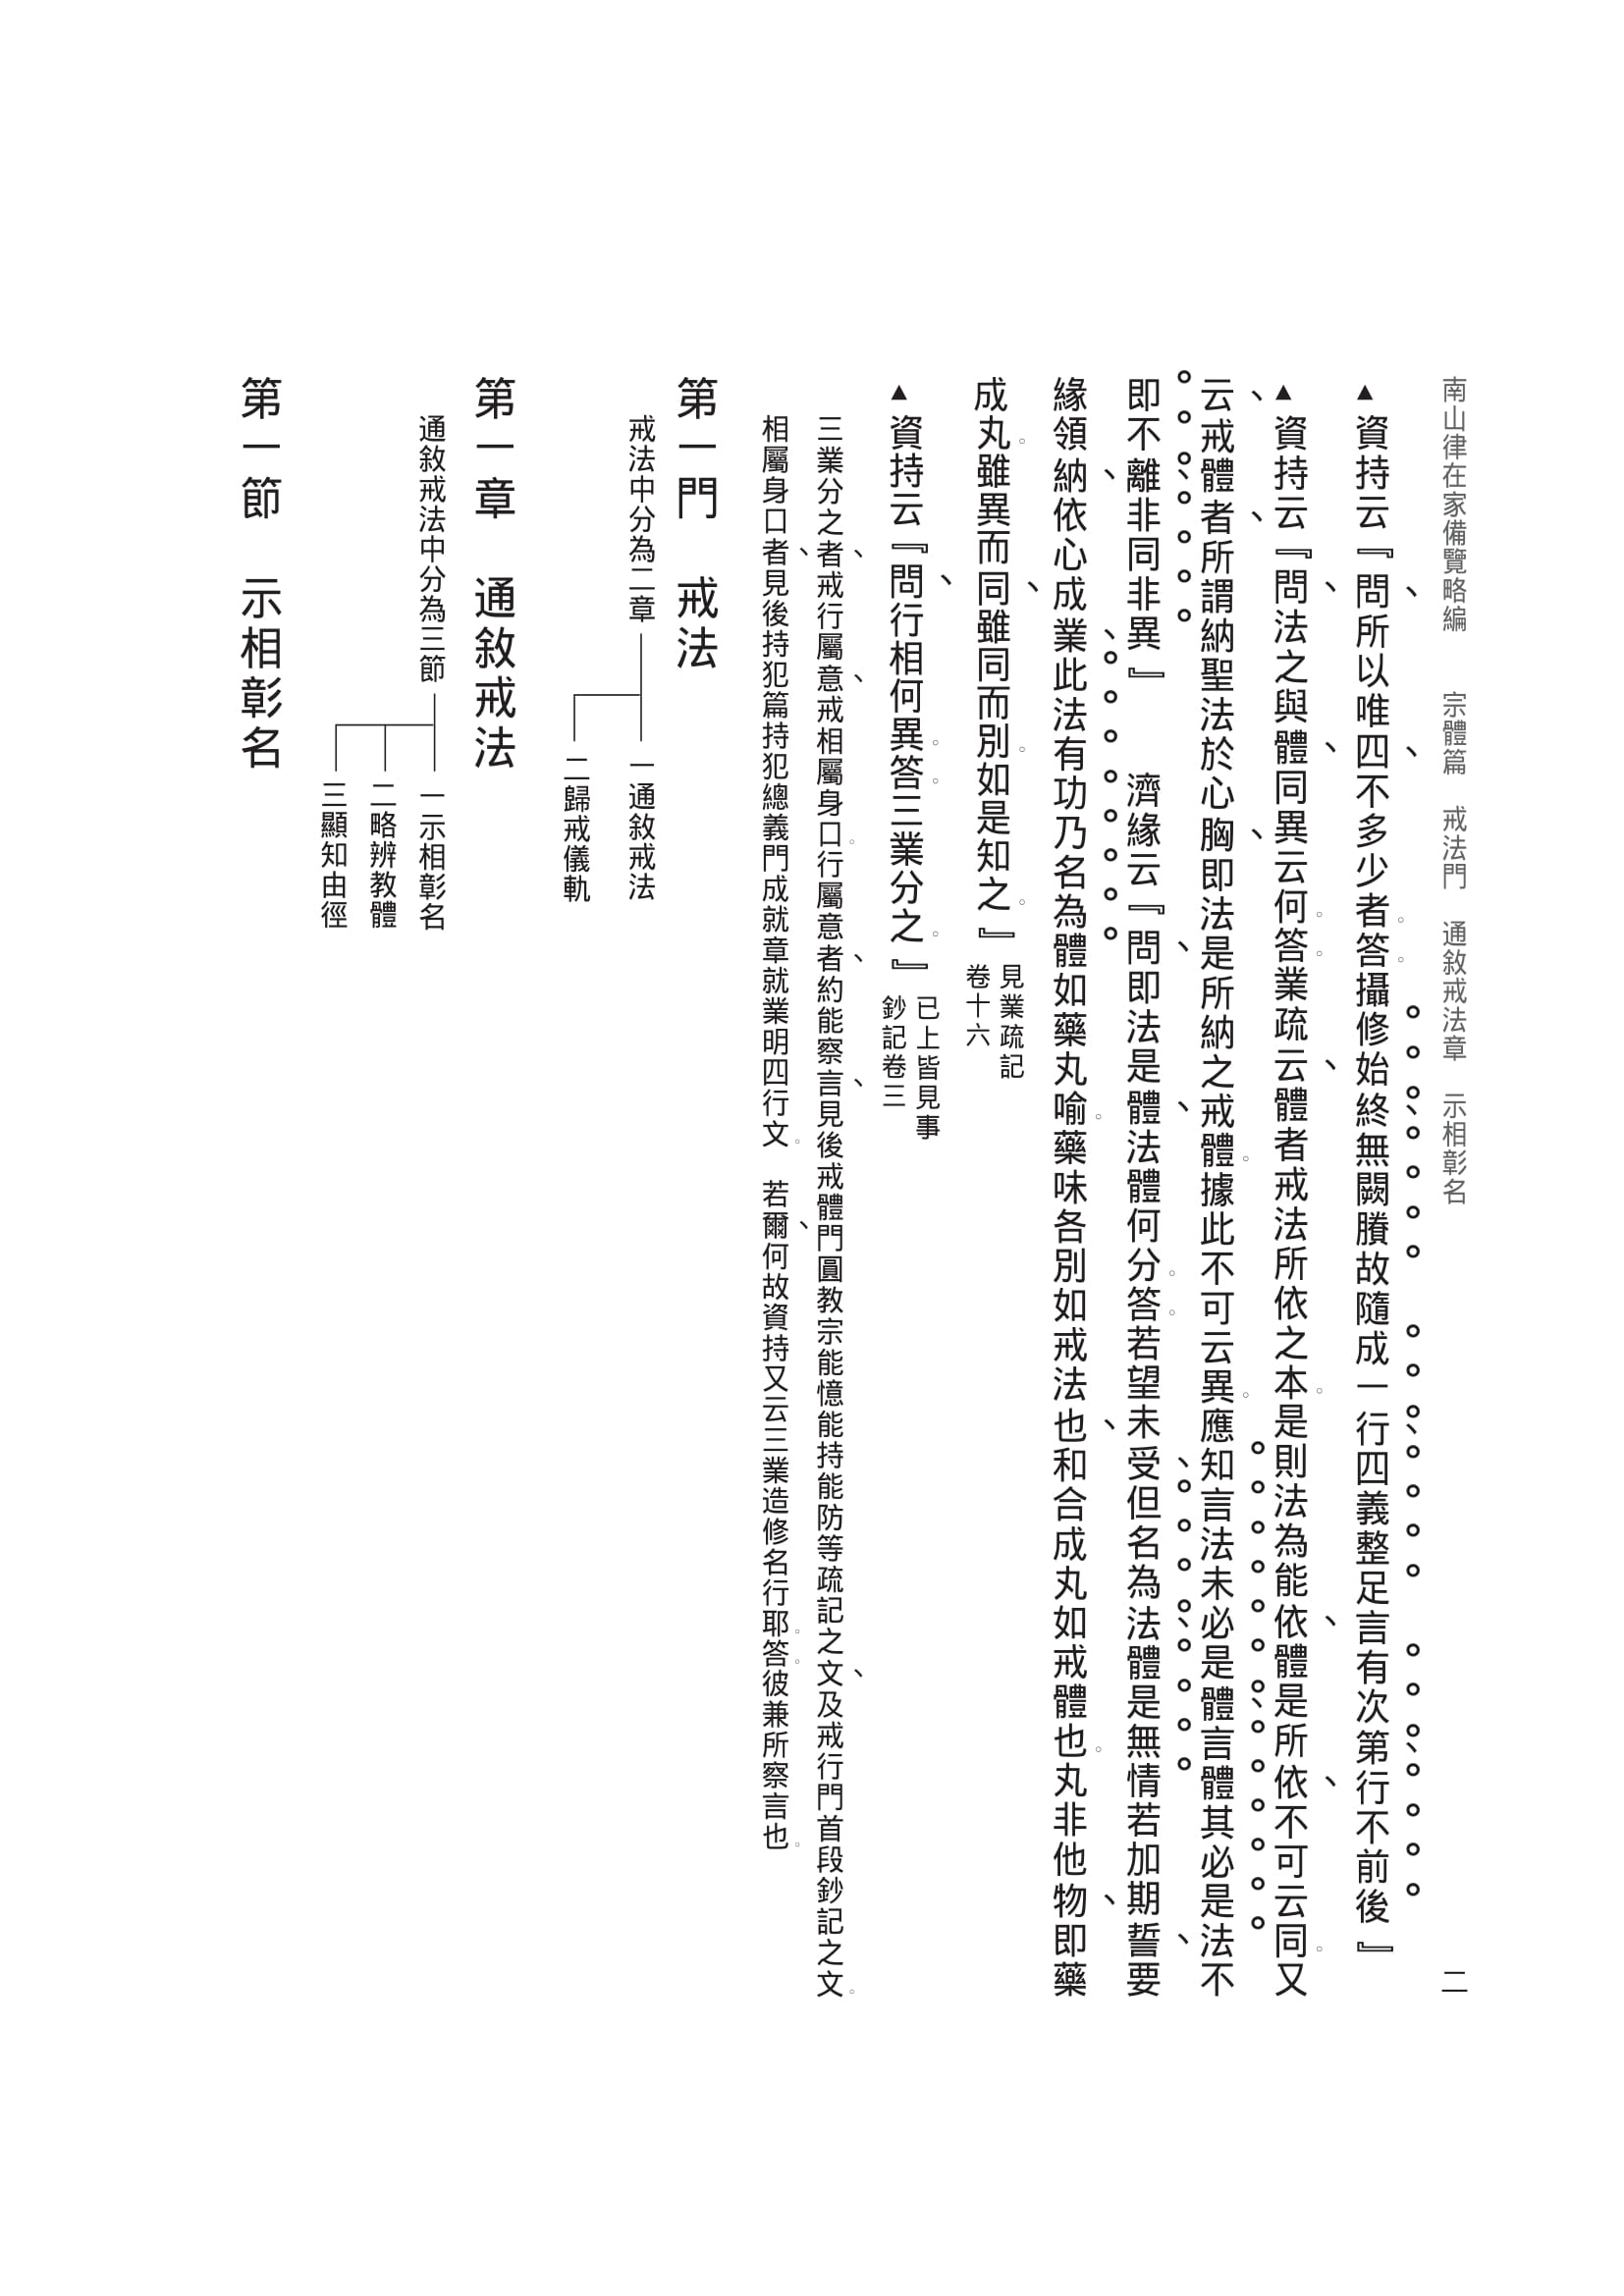 南山律在家備覽略編　宗體篇　戒法門　通敘戒法章　示相彰名
二
▲資持云『問、所以唯四、不多少者。答。攝修始終、無闕賸故隨成一行、四義整足言有次第、行不前後』
▲資持云『問、法之與體、同異云何。答。業疏云、體者戒法所依之本。是則法為能依、體是所依、不可云同。又
云、戒體者、所謂納聖法於心胸、即法是所納之戒體。據此不可云異。應知言法未必是體、言體其必是法不
即不離、非同非異』　濟緣云『問、即法是體、法體何分。答。若望未受、但名為法、體是無情若加期誓、要
緣領納、依心成業、此法有功乃名為體如藥丸喻。藥味各別如戒法也、和合成丸如戒體也。丸非他物、即藥
成丸。雖異而同、雖同而別。如是知之。』見業疏記
卷十六
▲資持云『問、行相何異。答。三業分之。』已上皆見事
鈔記卷三
三業分之者、戒行屬意、戒相屬身口。行屬意者、約能察言、見後戒體門圓教宗能憶能持能防等疏記之文、及戒行門首段鈔記之文。
相屬身口者、見後持犯篇持犯總義門成就章就業明四行文。　若爾、何故資持又云三業造修名行耶。答。彼兼所察言也。
第一門　戒法
戒法中分為二章
一通敘戒法
二歸戒儀軌
第一章　通敘戒法
通敘戒法中分為三節
一示相彰名
二略辨教體
三顯知由徑
第一節　示相彰名